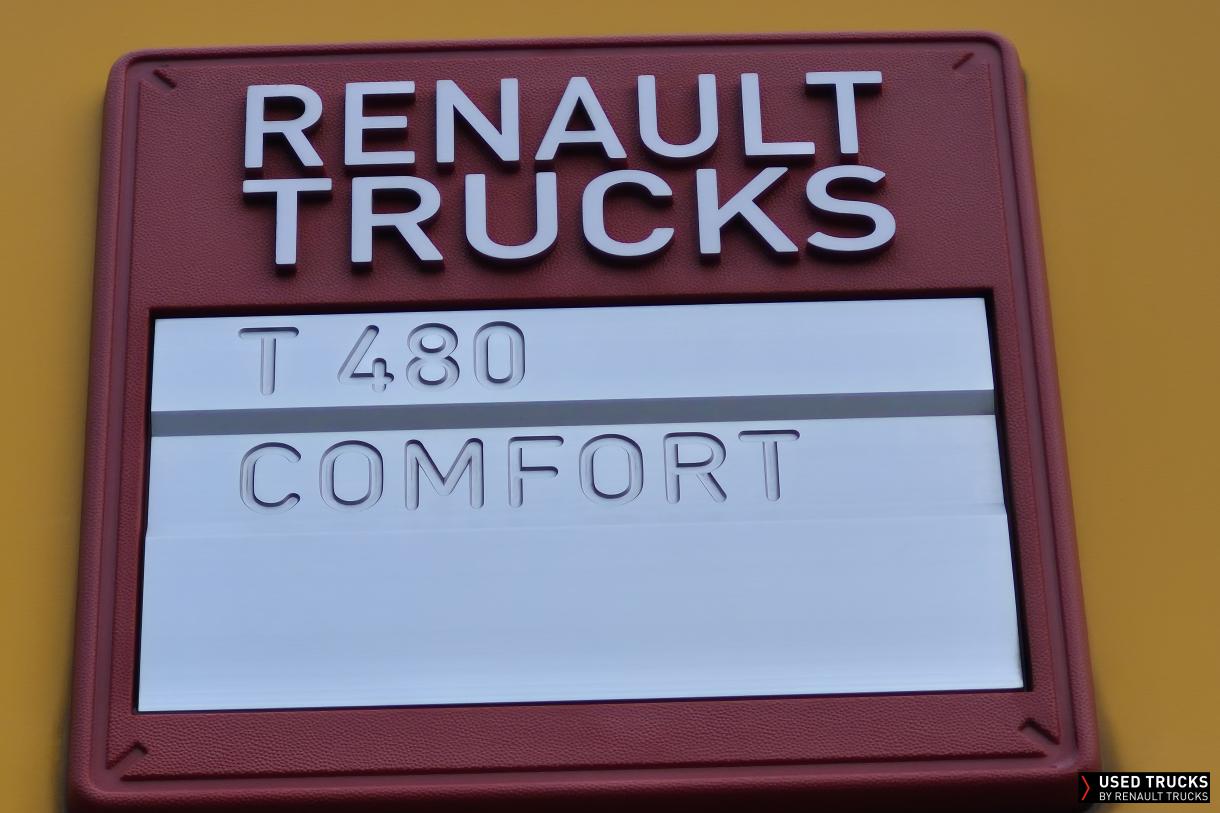 RENAULT
TRUCKS
T 480
COMFORT
USED TRUCKS
BY RENAULT TRUCKS